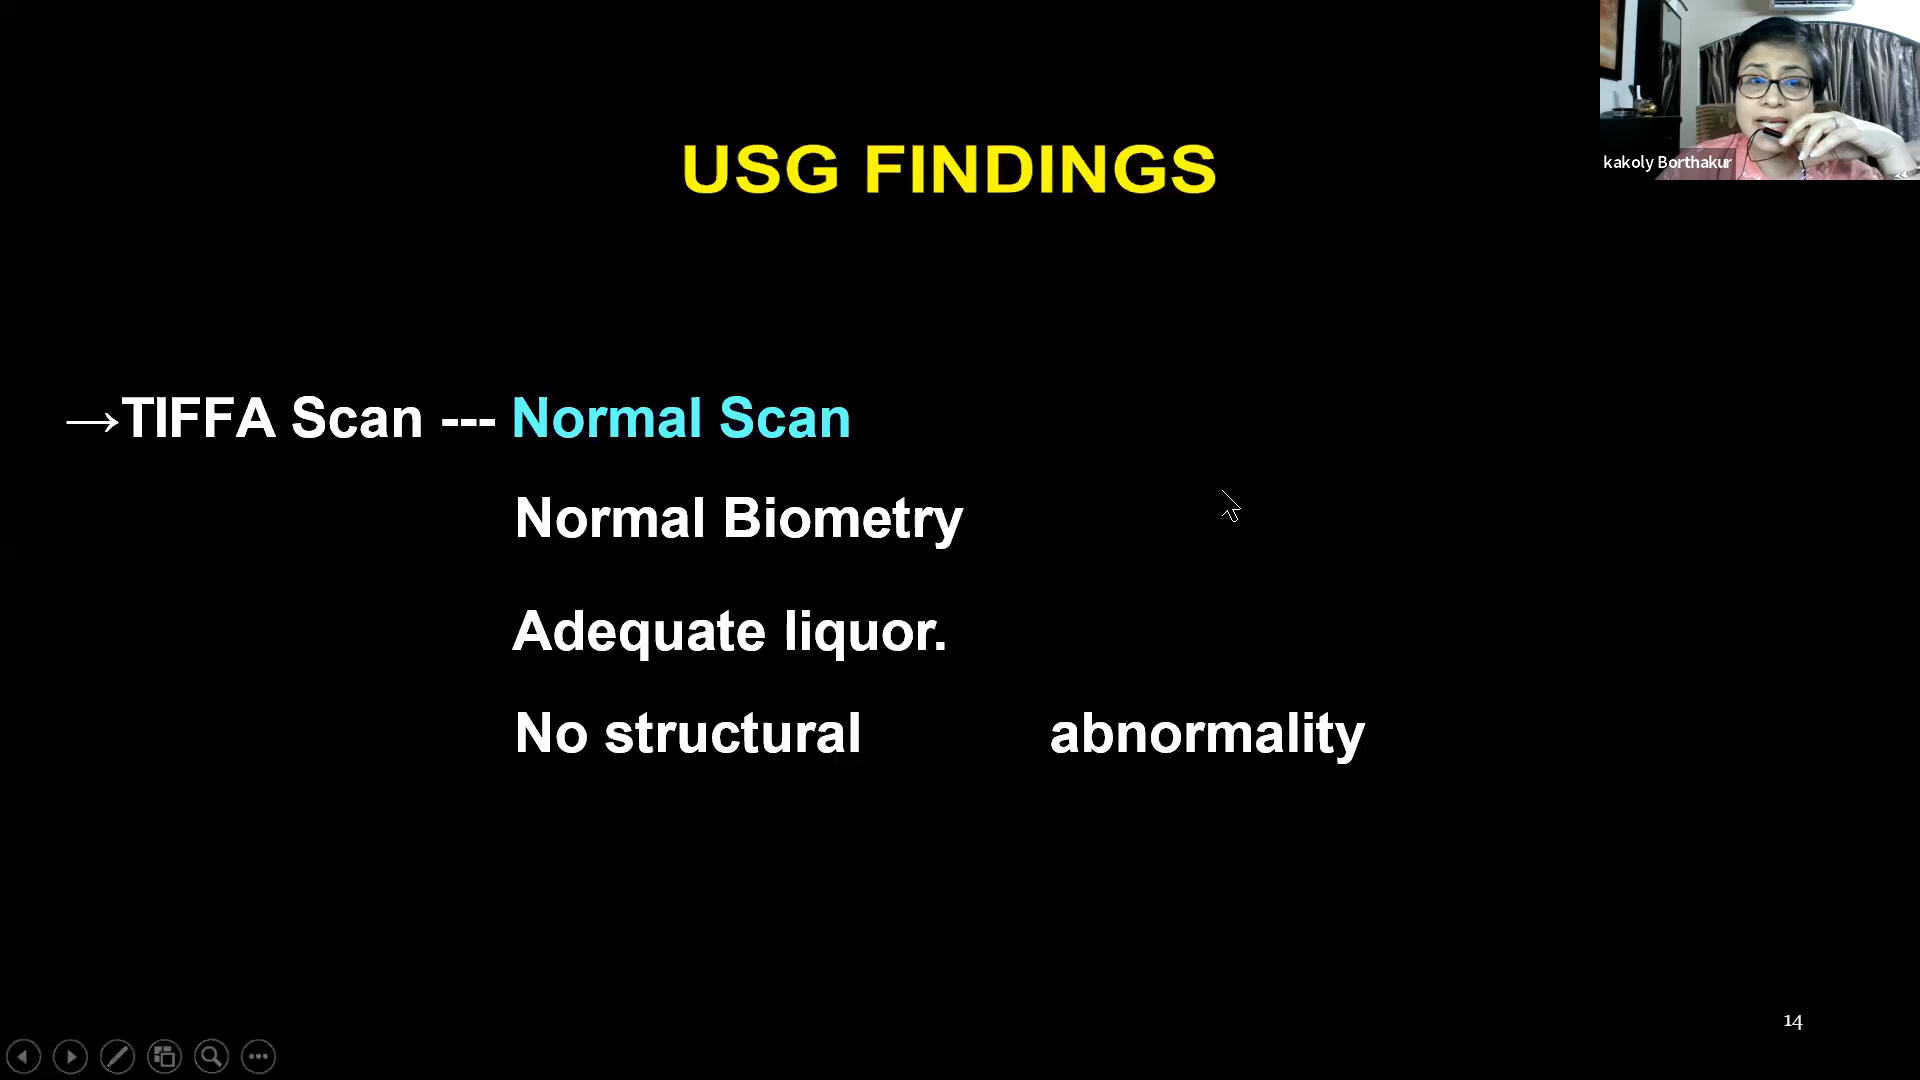 USG FINDINGS
kakoly Borthakur
→TIFFA Scan --- Normal Scan
Normal Biometry
Adequate liquor.
No structural abnormality
14